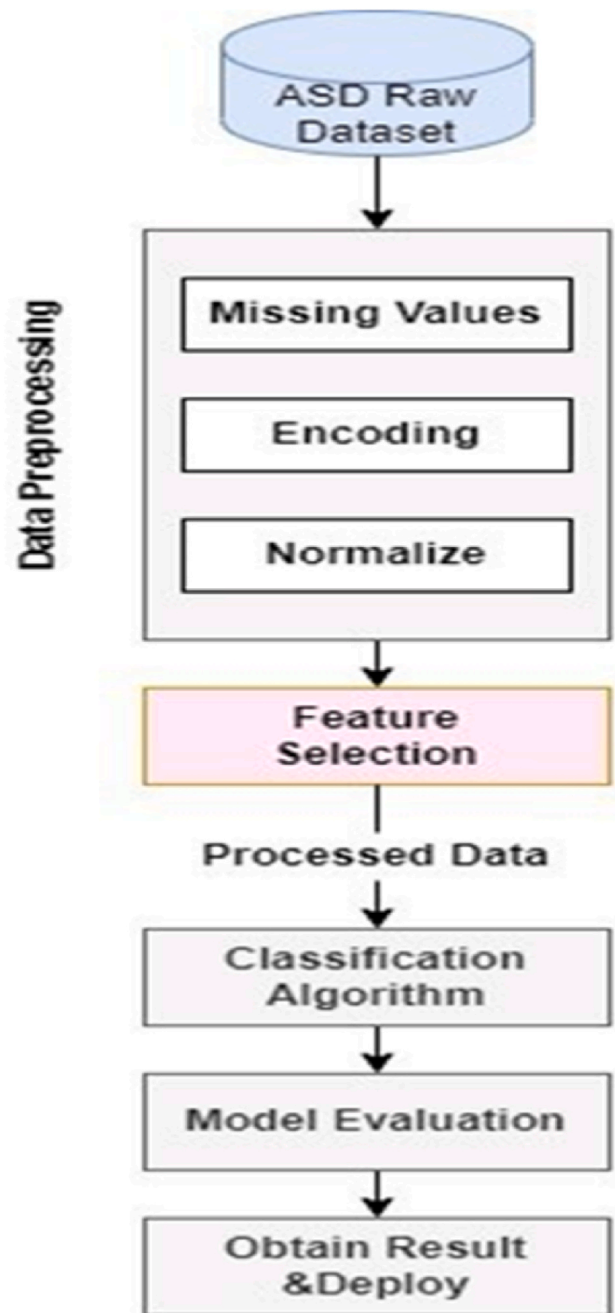 ASD Raw
Dataset
Data Preprocessing
Missing Values
Encoding
Normalize
Feature
Selection
Processed Data
Classification
Algorithm
Model Evaluation
Obtain Result
&Deploy